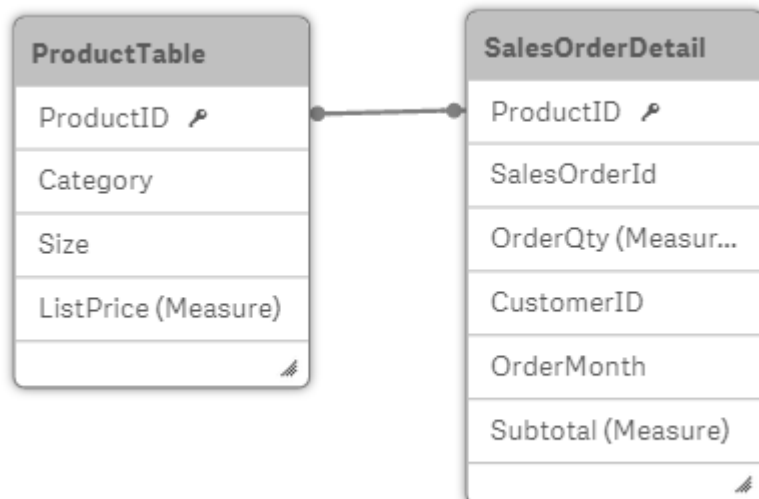 ProductTable
ProductID
Category
Size
ListPrice (Measure)
SalesOrderDetail
ProductID
SalesOrderId
OrderQty (Measur...
CustomerID
OrderMonth
Subtotal (Measure)